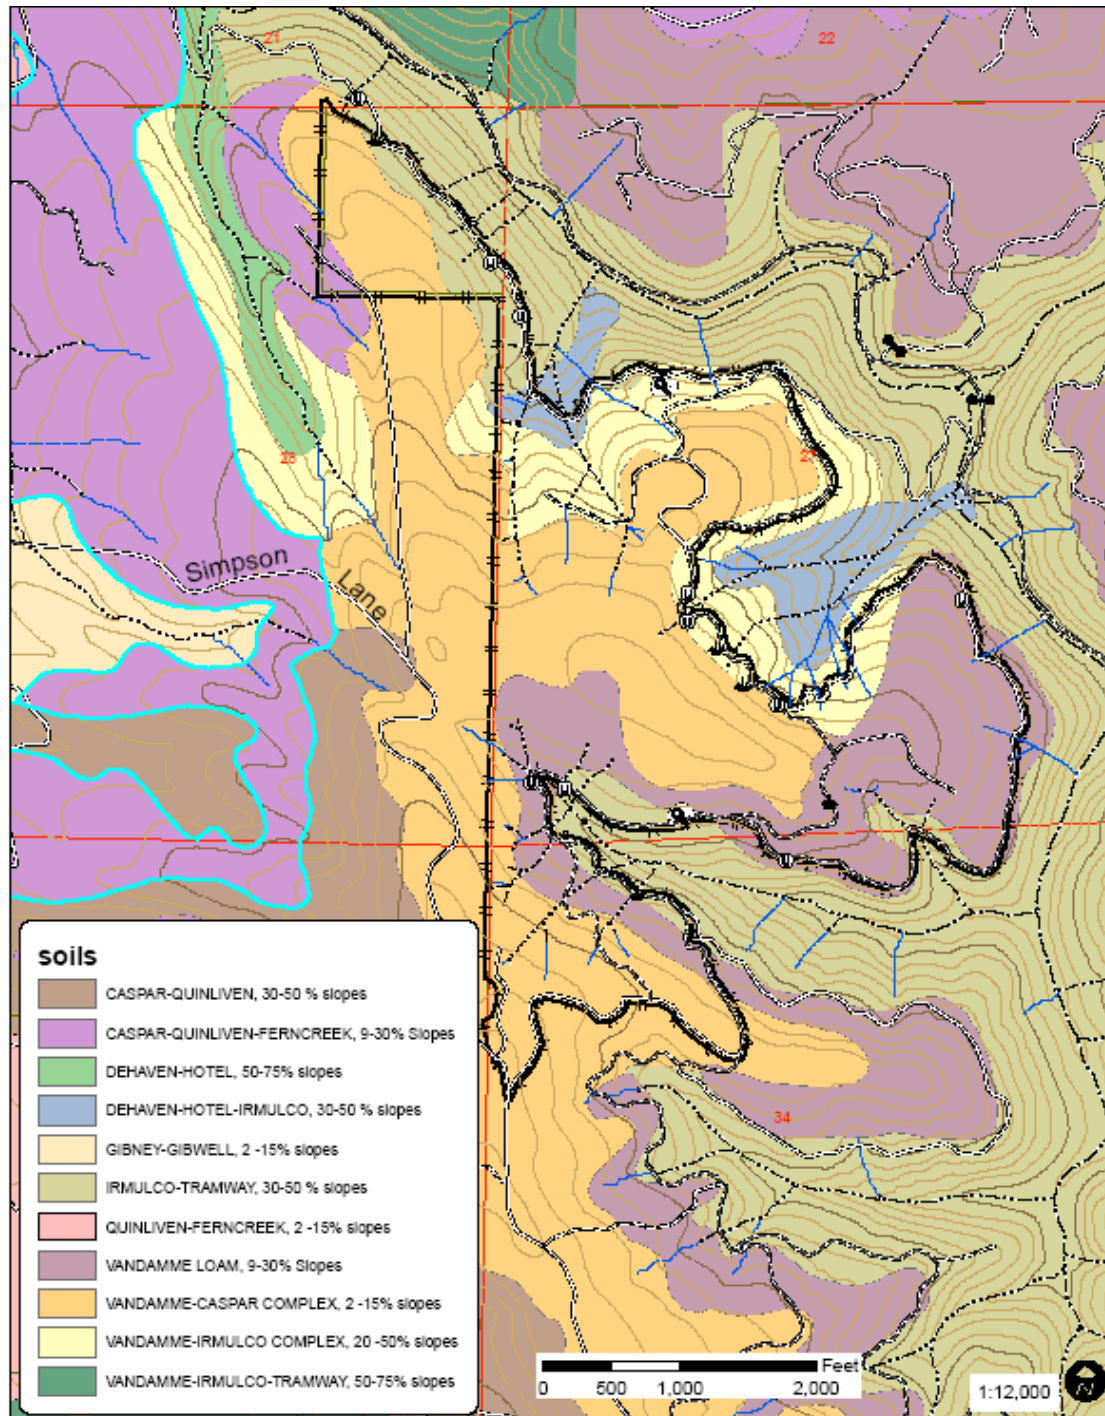 21
22
28
27
Simpson
Lane
34
soils
CASPAR-QUINLIVEN, 30-50 % slopes
CASPAR-QUINLIVEN-FERNCREEK, 9-30% Slopes
DEHAVEN-HOTEL, 50-75% slopes
DEHAVEN-HOTEL-IRMULCO, 30-50 % slopes
GIBNEY-GIBWELL, 2 -15% slopes
IRMULCO-TRAMWAY, 30-50 % slopes
QUINLIVEN-FERNCREEK, 2 -15% slopes
VANDAMME LOAM, 9-30% Slopes
VANDAMME-CASPAR COMPLEX, 2 -15% slopes
VANDAMME-IRMULCO COMPLEX, 20 -50% slopes
VANDAMME-IRMULCO-TRAMWAY, 50-75% slopes
Feet
0 500 1,000 2,000
1:12,000
N